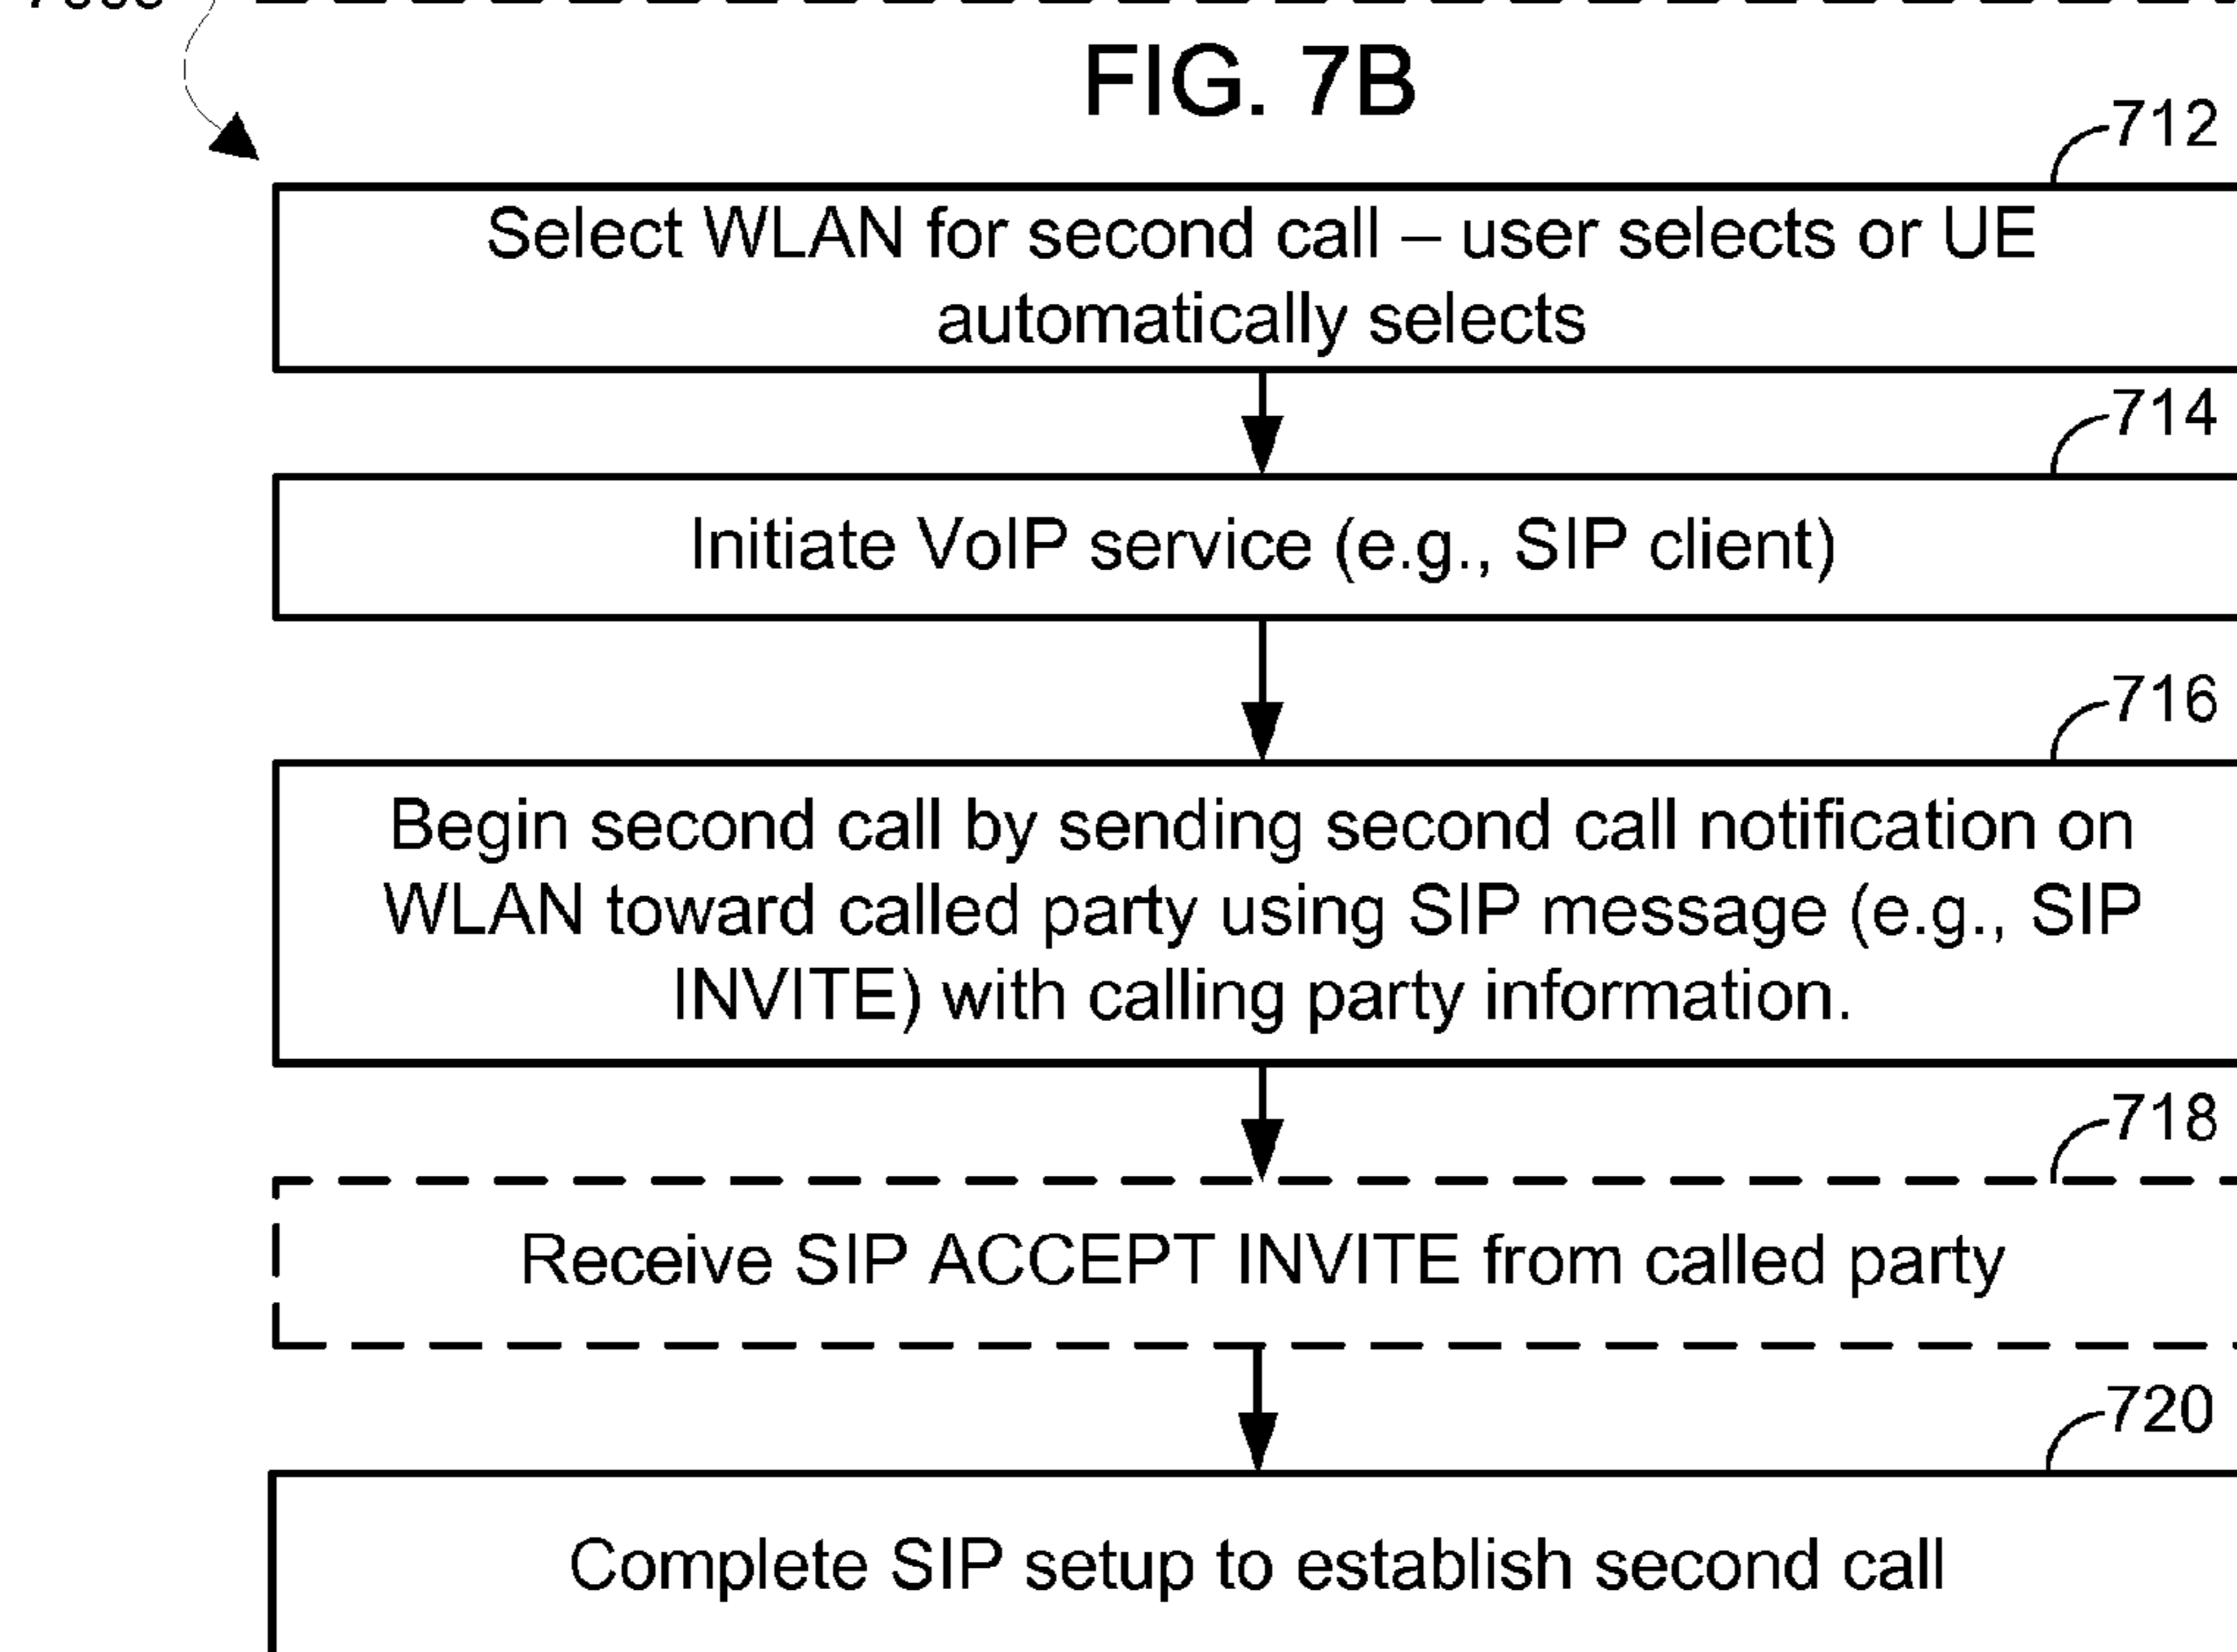 FIG. 7B
712
Select WLAN for second call – user selects or UE
automatically selects
714
Initiate VoIP service (e.g., SIP client)
716
Begin second call by sending second call notification on
WLAN toward called party using SIP message (e.g., SIP
INVITE) with calling party information.
718
Receive SIP ACCEPT INVITE from called party
720
Complete SIP setup to establish second call